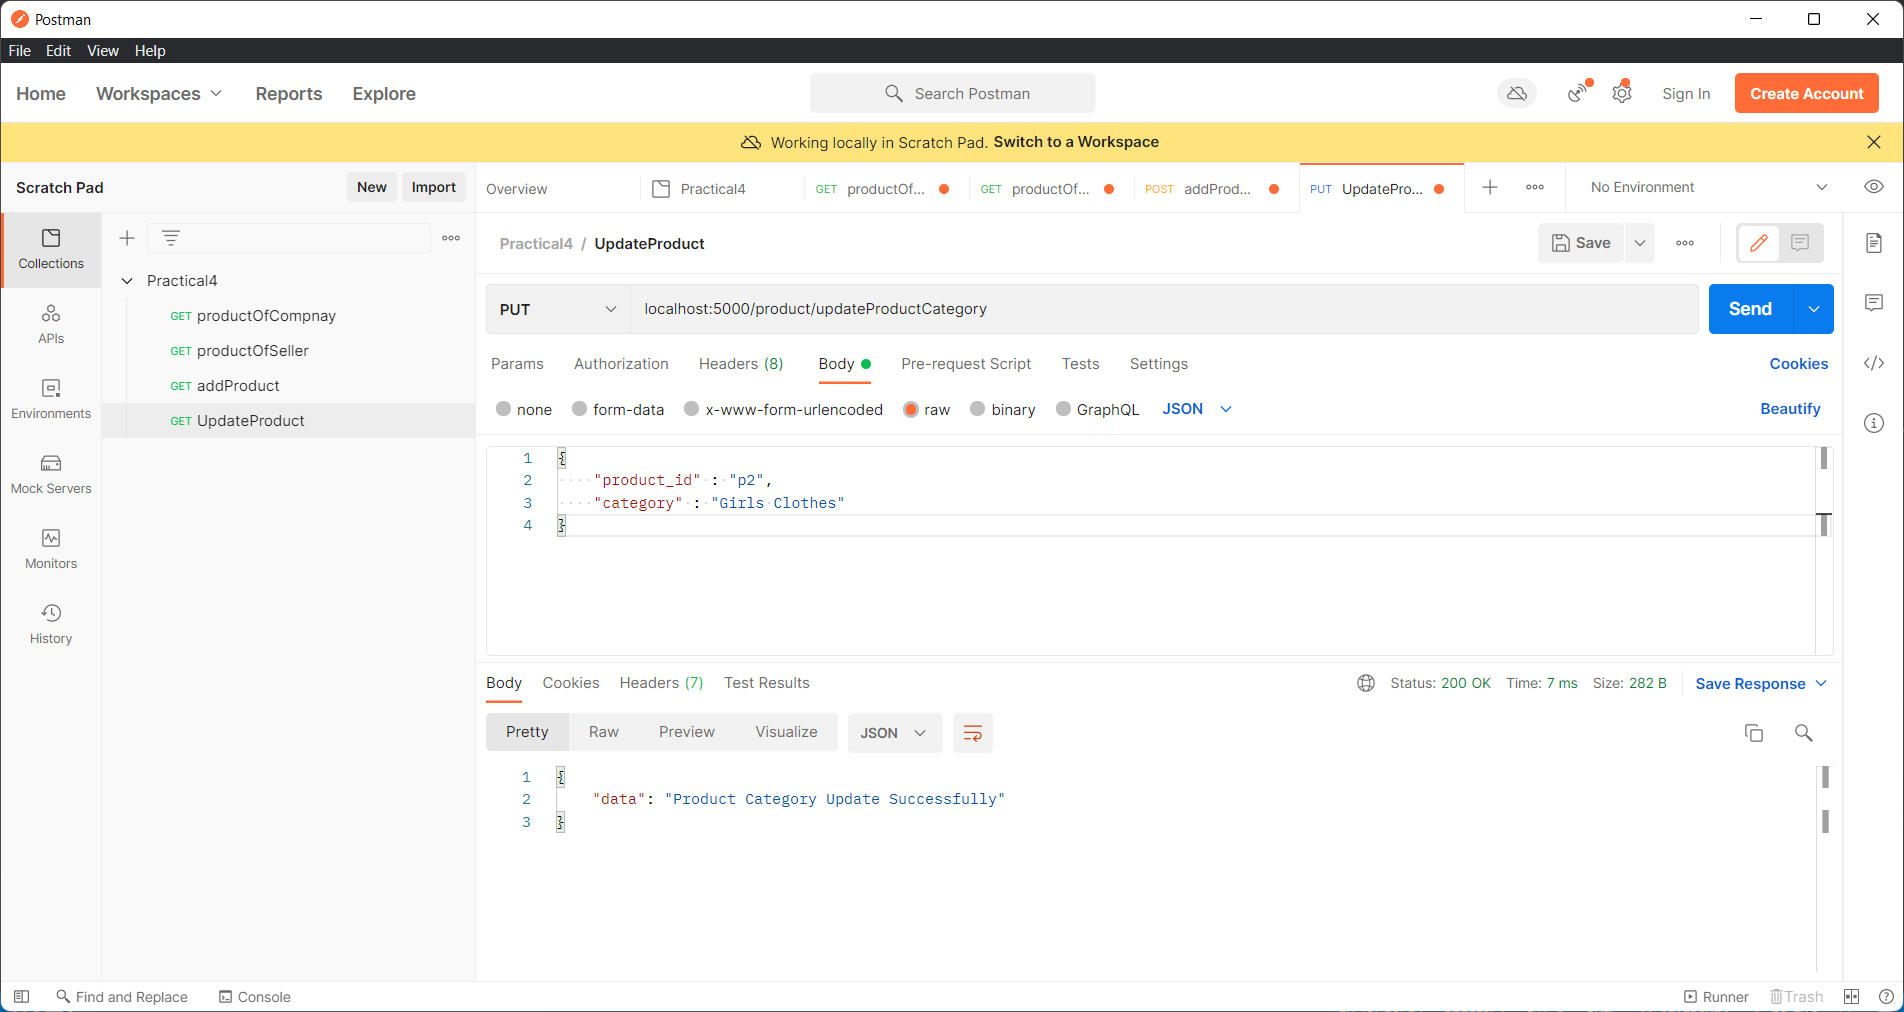 Postman
File Edit View Help
Home Workspaces Reports Explore Search Postman Sign In Create Account
Working locally in Scratch Pad. Switch to a Workspace
Scratch Pad New Import Overview Practical4 GET productOf... GET productOf... POST addProd... PUT UpdatePro... No Environment
Collections
APIs
Environments
Mock Servers
Monitors
History
Practical4
GET productOfCompnay
GET productOfSeller
GET addProduct
GET UpdateProduct
Practical4 / UpdateProduct Save
PUT localhost:5000/product/updateProductCategory Send
Params Authorization Headers (8) Body Pre-request Script Tests Settings Cookies
none form-data x-www-form-urlencoded raw binary GraphQL JSON Beautify
1 {
2 "product_id" : "p2",
3 "category" : "Girls Clothes"
4 }
Body Cookies Headers (7) Test Results Status: 200 OK Time: 7 ms Size: 282 B Save Response
Pretty Raw Preview Visualize JSON
1 {
2 "data": "Product Category Update Successfully"
3 }
Find and Replace Console Runner Trash